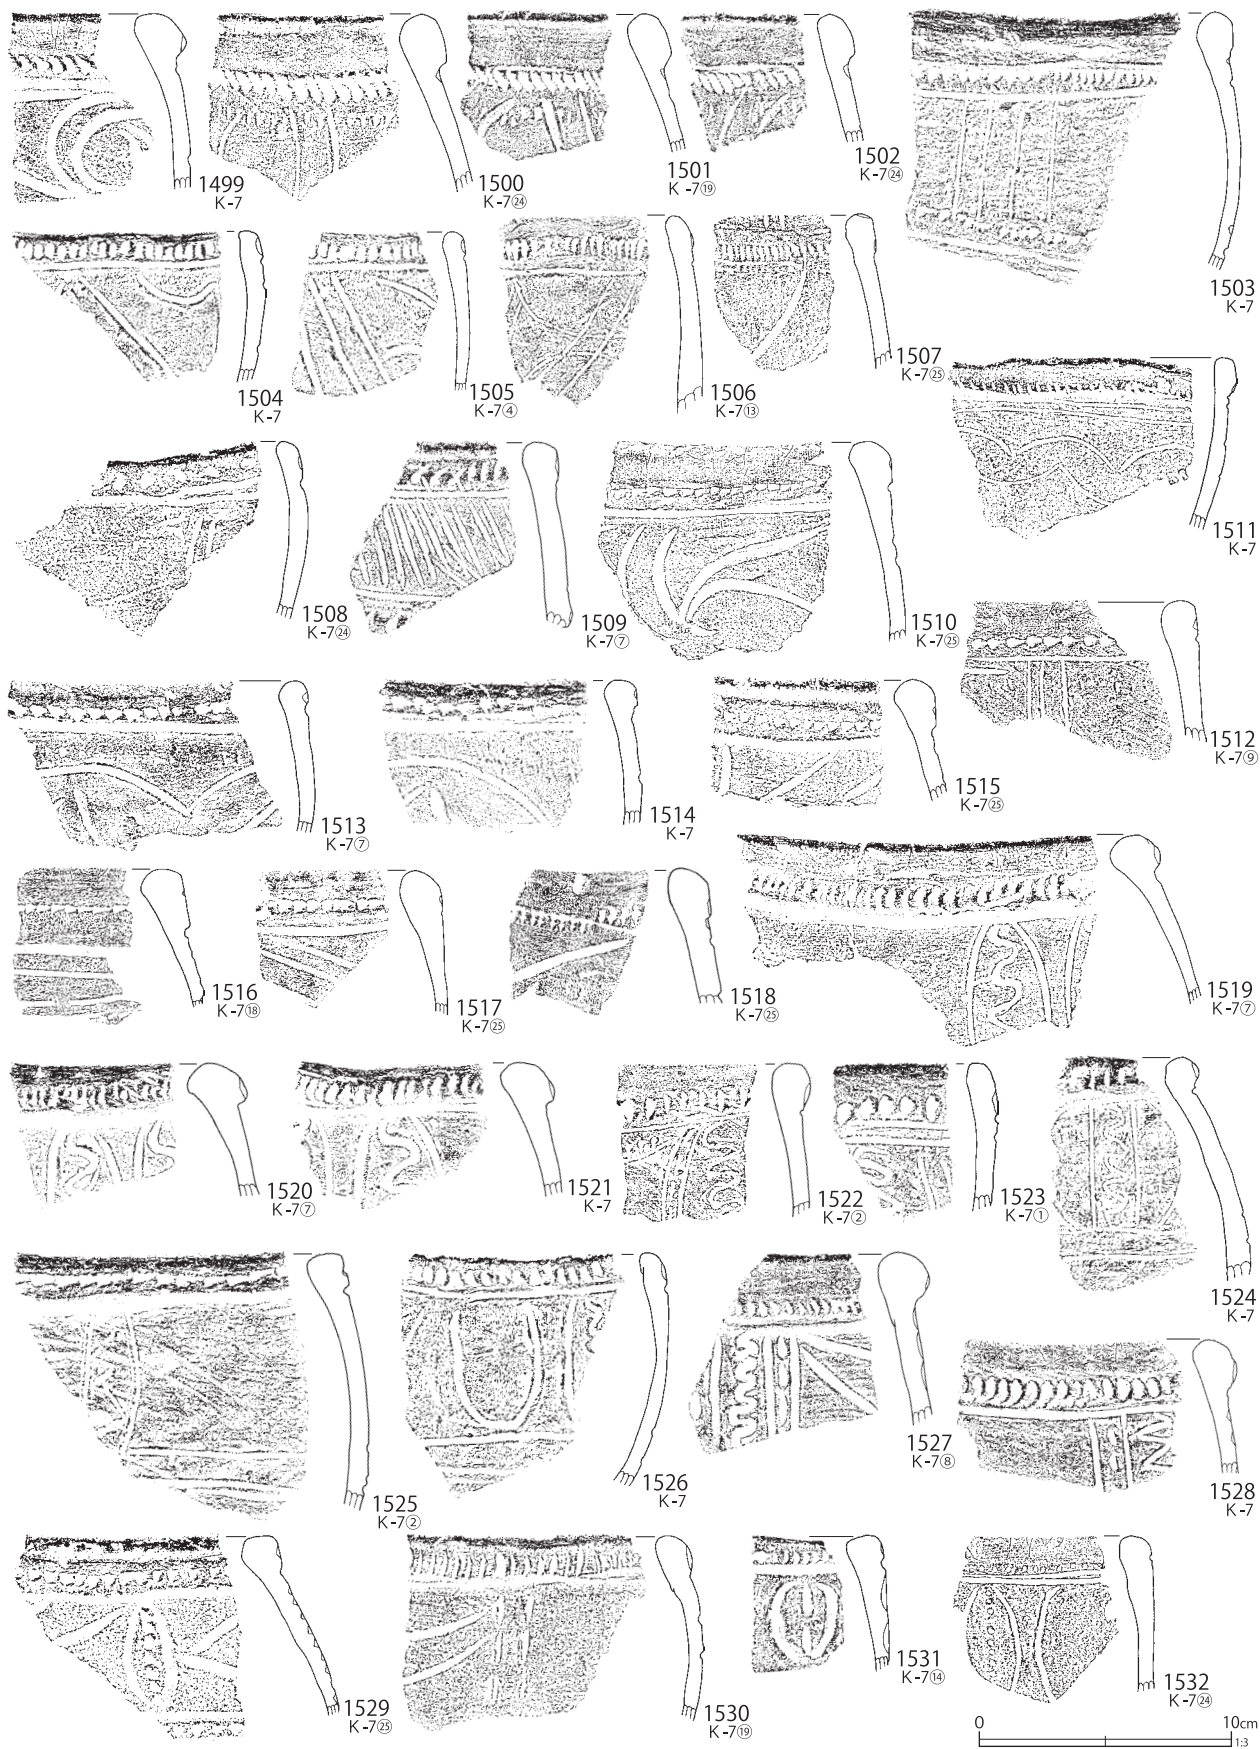 1499
K-7
1500
K-7㉔
1501
K-7⑲
1502
K-7㉔
1503
K-7
1504
K-7
1505
K-7④
1506
K-7⑬
1507
K-7㉕
1508
K-7㉔
1509
K-7⑦
1510
K-7㉕
1511
K-7
1512
K-7⑨
1513
K-7⑦
1514
K-7
1515
K-7㉕
1516
K-7⑱
1517
K-7㉕
1518
K-7㉕
1519
K-7⑦
1520
K-7⑦
1521
K-7
1522
K-7②
1523
K-7①
1524
K-7
1525
K-7②
1526
K-7
1527
K-7⑧
1528
K-7
1529
K-7㉕
1530
K-7⑲
1531
K-7⑭
1532
K-7㉔
0 10cm
1:3